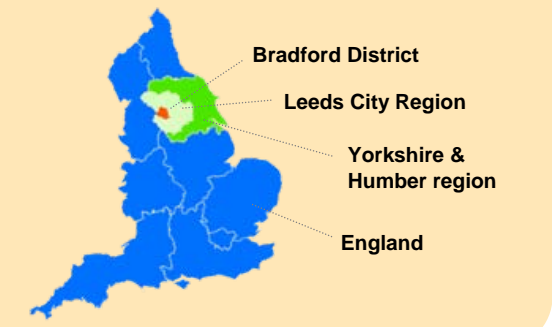 Bradford District
Leeds City Region
Yorkshire &
Humber region
England